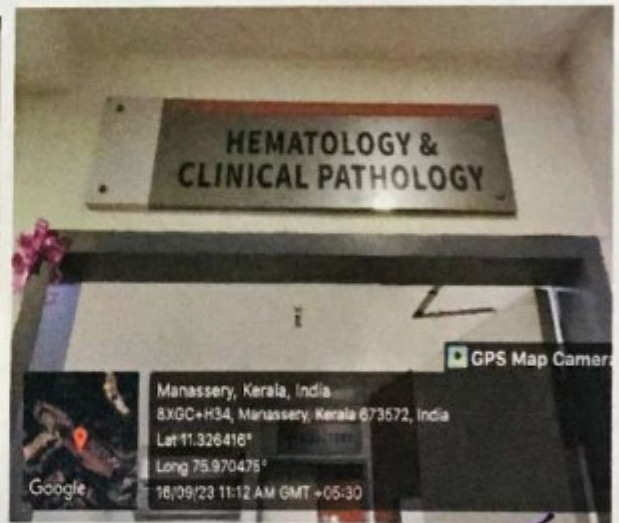 HEMATOLOGY &
CLINICAL PATHOLOGY
GPS Map Camera
Manassery, Kerala, India
8XGC+H34, Manassery, Kerala 673572, India
Lat 11.326416°
Long 75.970475°
16/09/23 11:12 AM GMT +05:30
Google